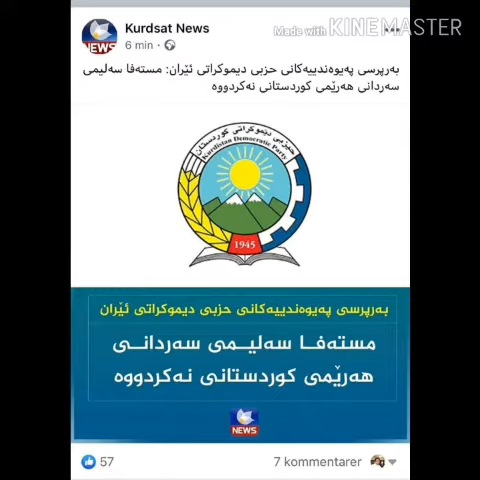 Kurdsat News
6 min
Made with KINEMASTER
بەرپرسی پەیوەندییەکانی حزبی دیموکراتی ئێران: مستەفا سەلیمی
سەردانی هەرێمی کوردستانی نەکردووە
حیزبی دێموکراتی کوردستان
Kurdistan Democratic Party
1945
بەرپرسی پەیوەندییەکانی حزبی دیموکراتی ئێران
مستەفا سەلیمی سەردانی
هەرێمی کوردستانی نەکردووە
NEWS
57
7 kommentarer